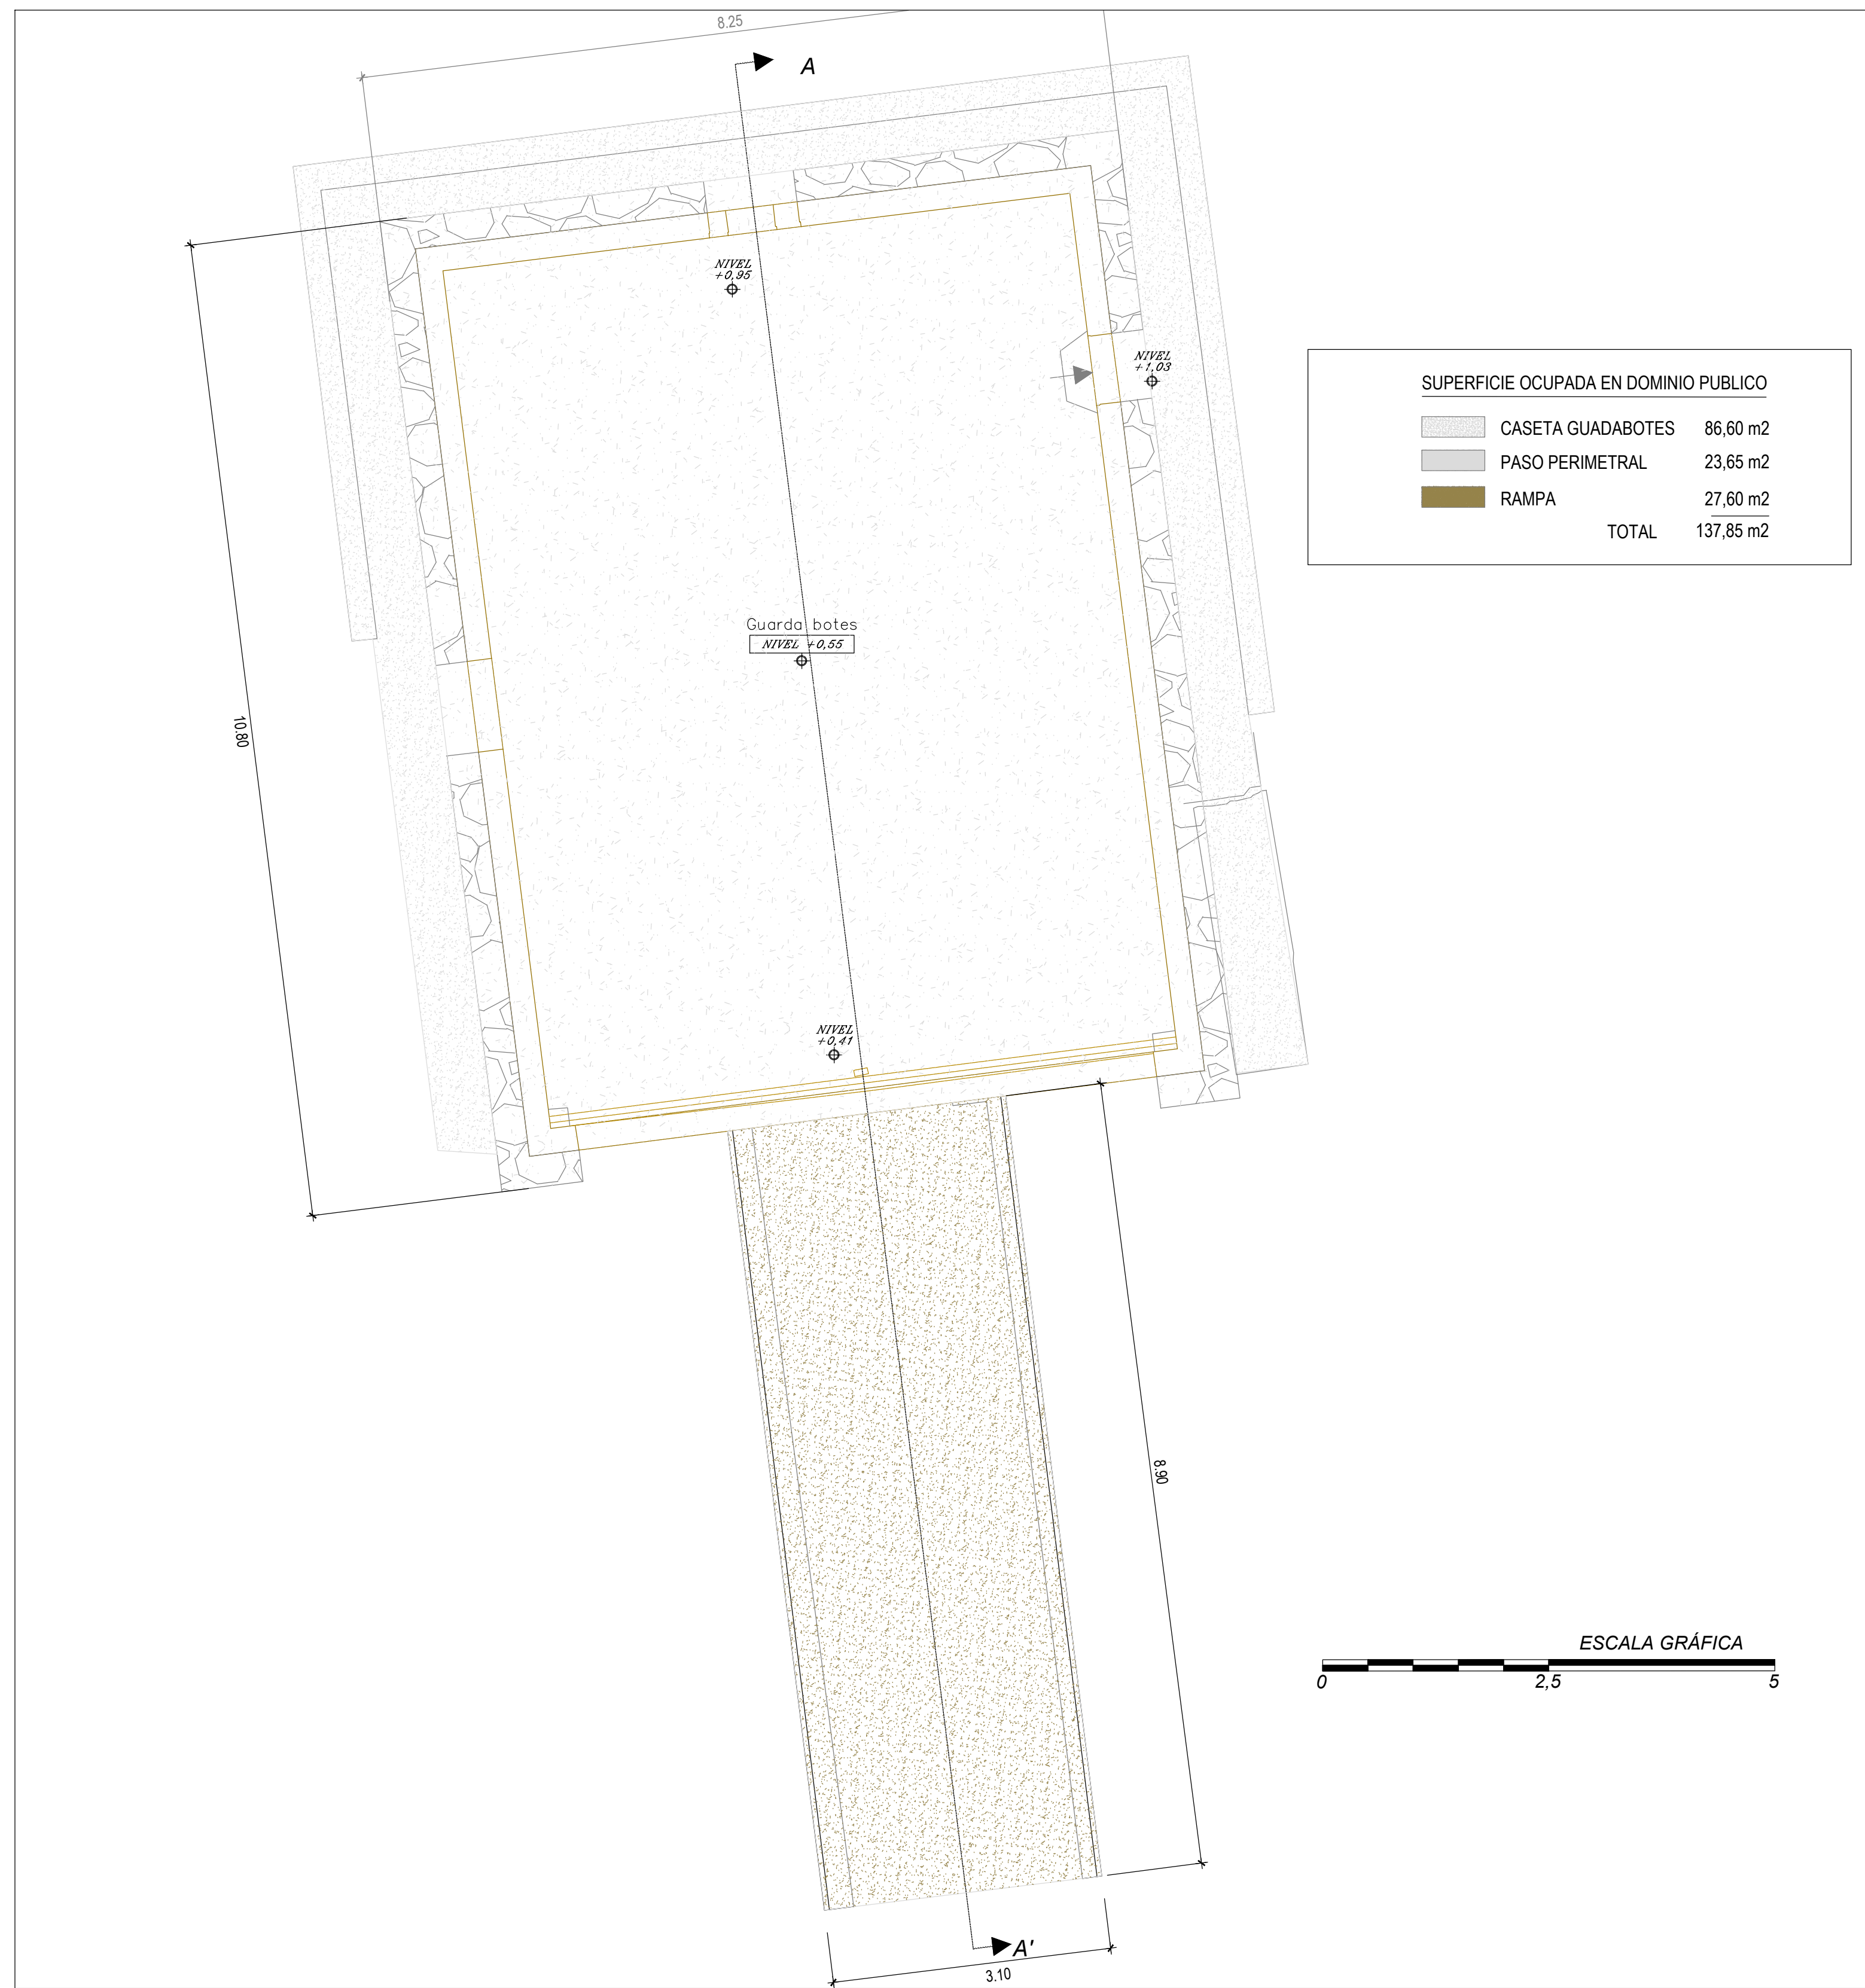 8.25
A
NIVEL
+0,95
NIVEL
+1,03
SUPERFICIE OCUPADA EN DOMINIO PUBLICO
CASETA GUADABOTES 86,60 m2
PASO PERIMETRAL 23,65 m2
RAMPA 27,60 m2
TOTAL 137,85 m2
Guarda botes
NIVEL +0,55
10.80
NIVEL
+0,41
8.90
ESCALA GRÁFICA
0 2,5 5
A'
3.10